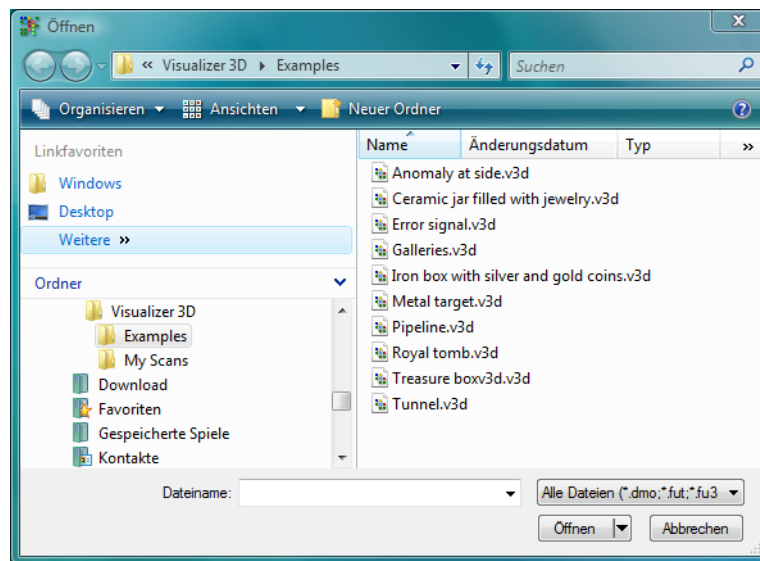 Öffnen
« Visualizer 3D ▸ Examples
Suchen
Organisieren Ansichten Neuer Ordner
Linkfavoriten
Windows
Desktop
Weitere »
Ordner
Visualizer 3D
Examples
My Scans
Download
Favoriten
Gespeicherte Spiele
Kontakte
Name Änderungsdatum Typ »
Anomaly at side.v3d
Ceramic jar filled with jewelry.v3d
Error signal.v3d
Galleries.v3d
Iron box with silver and gold coins.v3d
Metal target.v3d
Pipeline.v3d
Royal tomb.v3d
Treasure boxv3d.v3d
Tunnel.v3d
Dateiname:
Alle Dateien (*.dmo;*.fut;*.fu3
Öffnen Abbrechen